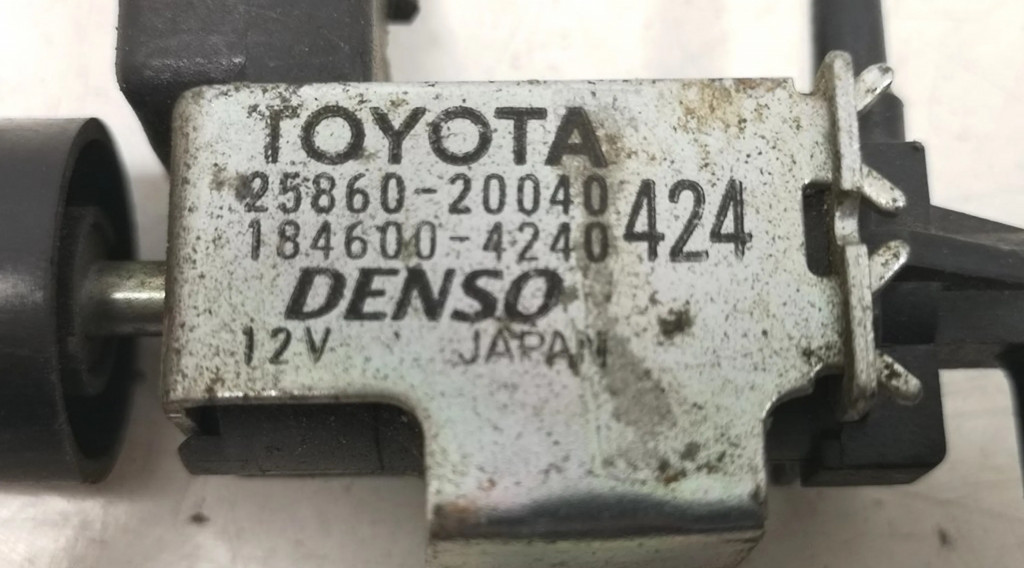 TOYOTA
25860-20040
184600-4240
424
DENSO
12V JAPAN